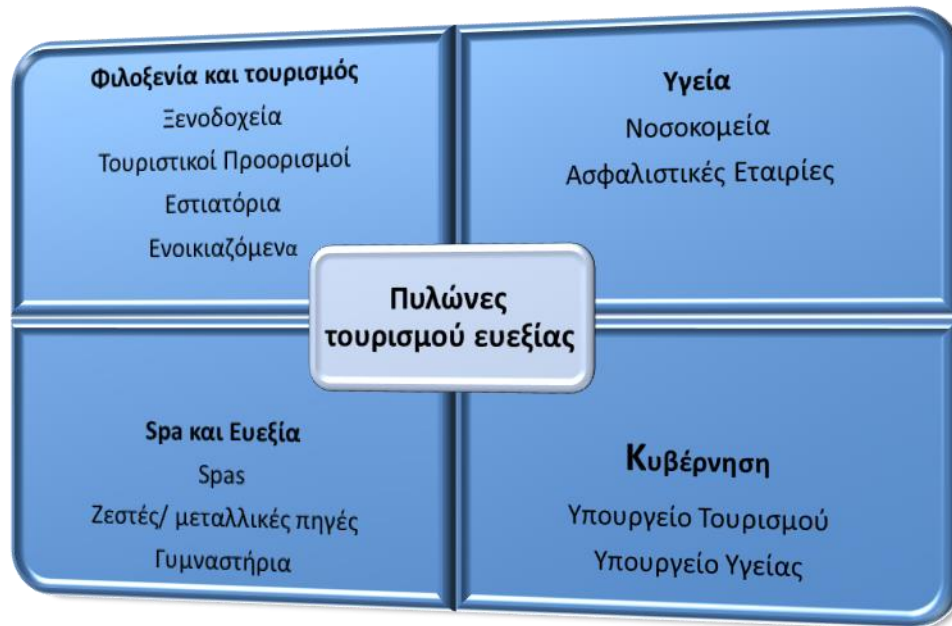 Φιλοξενία και τουρισμός
Ξενοδοχεία
Τουριστικοί Προορισμοί
Εστιατόρια
Ενοικιαζόμενα
Υγεία
Νοσοκομεία
Ασφαλιστικές Εταιρίες
Πυλώνες
τουρισμού ευεξίας
Spa και Ευεξία
Spas
Ζεστές/ μεταλλικές πηγές
Γυμναστήρια
Κυβέρνηση
Υπουργείο Τουρισμού
Υπουργείο Υγείας